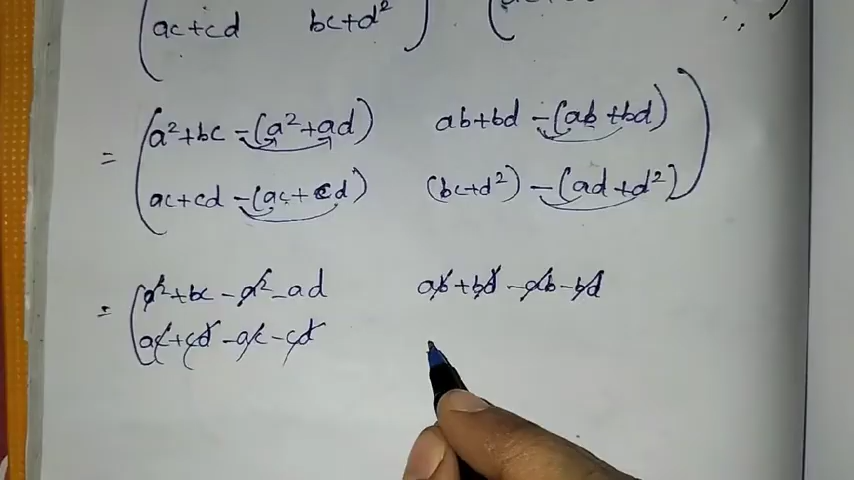 ac+cd bc+d²
= a²+bc -(a²+ad) ab+bd -(ab+bd)
ac+cd -(ac+cd) (bc+d²) -(ad+d²)
= a²+bc -a² -ad ab+bd -ab-bd
ac+cd -ac -cd